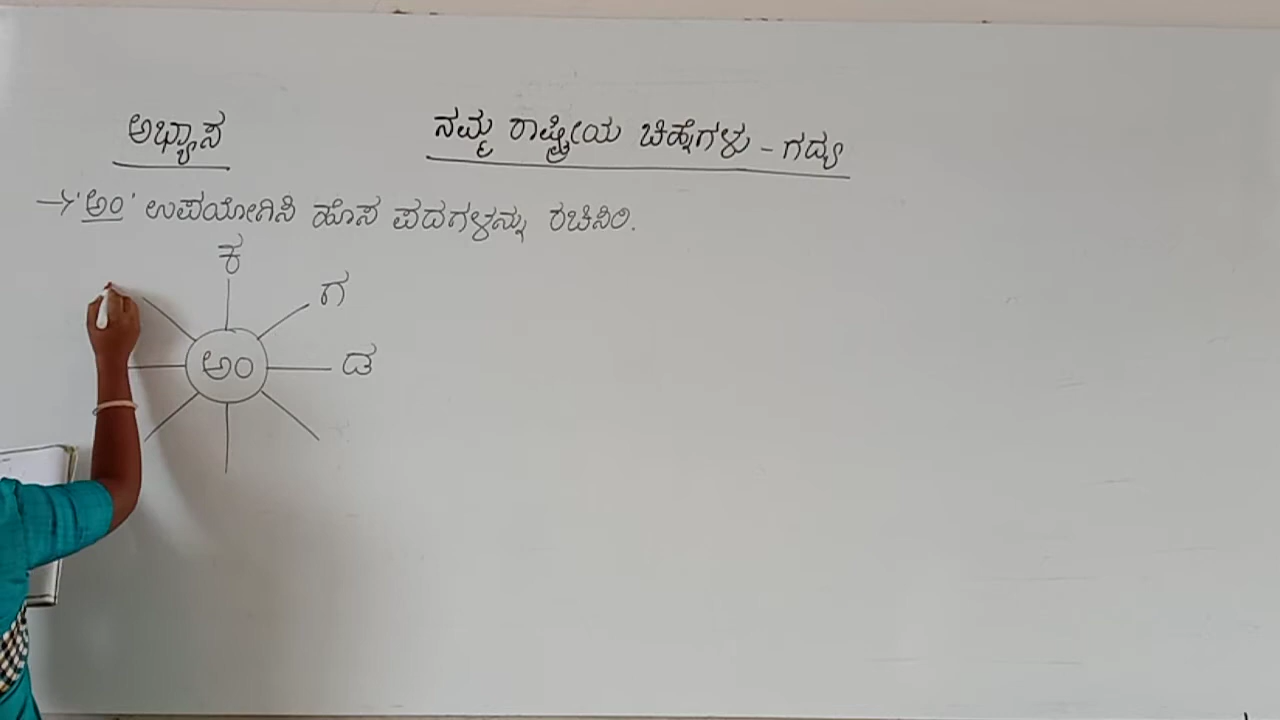 ಅಭ್ಯಾಸ
ನಮ್ಮ ರಾಷ್ಟ್ರೀಯ ಚಿಹ್ನೆಗಳು - ಗದ್ಯ
→ 'ಅಂ' ಉಪಯೋಗಿಸಿ ಹೊಸ ಪದಗಳನ್ನು ರಚಿಸಿರಿ.
ಕ
ಗ
ಅಂ
ಡ